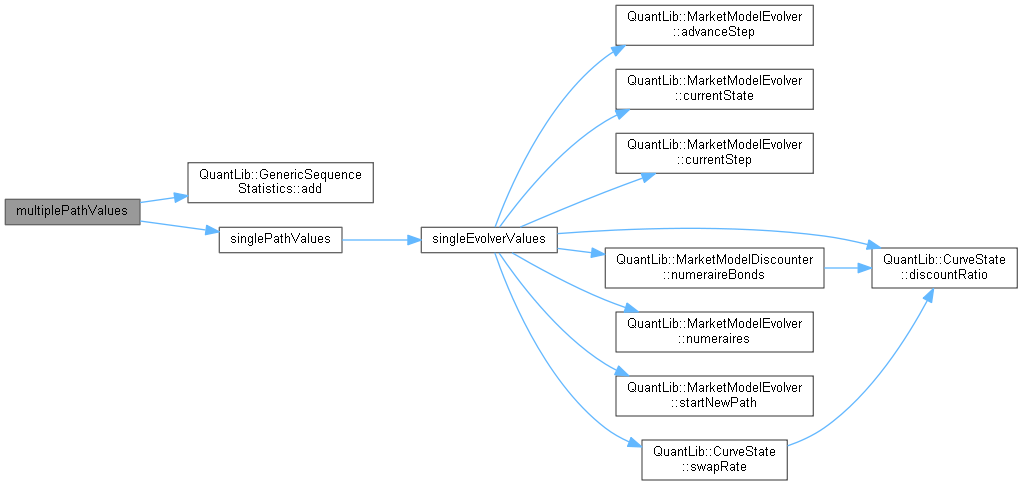 multiplePathValues
QuantLib::GenericSequence
Statistics::add
singlePathValues
singleEvolverValues
QuantLib::MarketModelEvolver
::advanceStep
QuantLib::MarketModelEvolver
::currentState
QuantLib::MarketModelEvolver
::currentStep
QuantLib::MarketModelDiscounter
::numeraireBonds
QuantLib::MarketModelEvolver
::numeraires
QuantLib::MarketModelEvolver
::startNewPath
QuantLib::CurveState
::swapRate
QuantLib::CurveState
::discountRatio